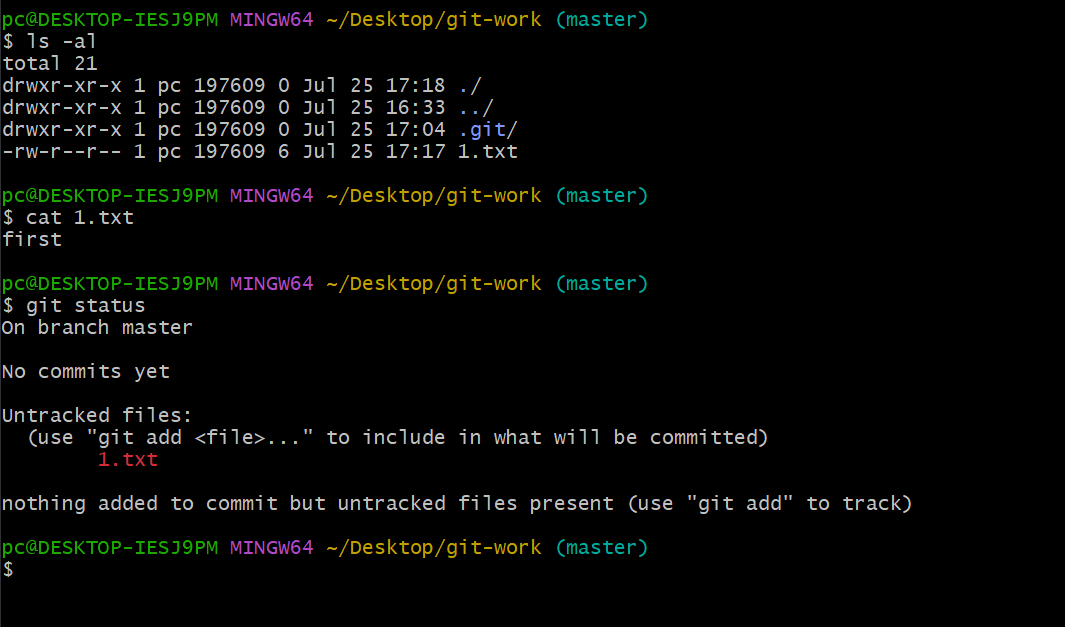 pc@DESKTOP-IESJ9PM MINGW64 ~/Desktop/git-work (master)
$ ls -al
total 21
drwxr-xr-x 1 pc 197609 0 Jul 25 17:18 ./
drwxr-xr-x 1 pc 197609 0 Jul 25 16:33 ../
drwxr-xr-x 1 pc 197609 0 Jul 25 17:04 .git/
-rw-r--r-- 1 pc 197609 6 Jul 25 17:17 1.txt
pc@DESKTOP-IESJ9PM MINGW64 ~/Desktop/git-work (master)
$ cat 1.txt
first
pc@DESKTOP-IESJ9PM MINGW64 ~/Desktop/git-work (master)
$ git status
On branch master
No commits yet
Untracked files:
  (use "git add <file>..." to include in what will be committed)
        1.txt
nothing added to commit but untracked files present (use "git add" to track)
pc@DESKTOP-IESJ9PM MINGW64 ~/Desktop/git-work (master)
$